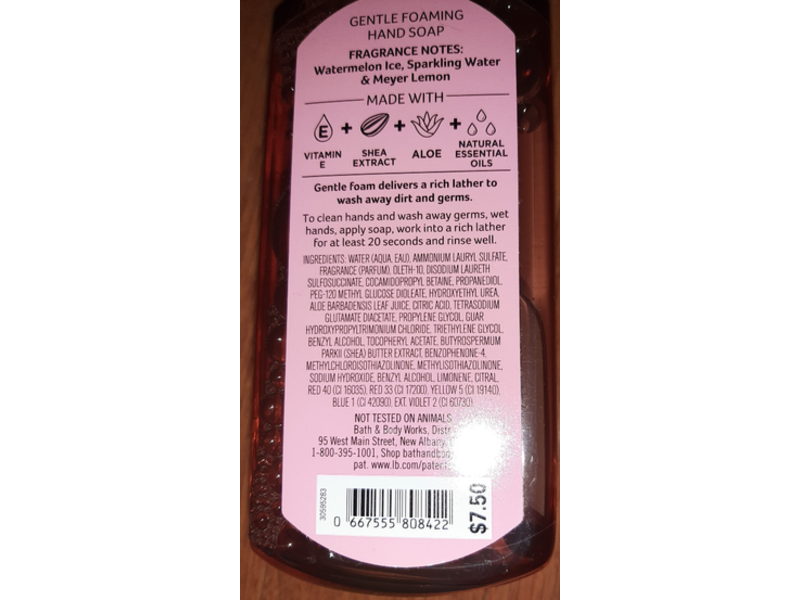 GENTLE FOAMING
HAND SOAP
FRAGRANCE NOTES:
Watermelon Ice, Sparkling Water
& Meyer Lemon
MADE WITH
E + + +
VITAMIN E
SHEA EXTRACT
ALOE
NATURAL ESSENTIAL OILS
Gentle foam delivers a rich lather to
wash away dirt and germs.
To clean hands and wash away germs, wet
hands, apply soap, work into a rich lather
for at least 20 seconds and rinse well.
INGREDIENTS: WATER (AQUA, EAU), AMMONIUM LAURYL SULFATE,
FRAGRANCE (PARFUM), OLETH-10, DISODIUM LAURETH
SULFOSUCCINATE, COCAMIDOPROPYL BETAINE, PROPANEDIOL,
PEG-120 METHYL GLUCOSE DIOLEATE, HYDROXYETHYL UREA,
ALOE BARBADENSIS LEAF JUICE, CITRIC ACID, TETRASODIUM
GLUTAMATE DIACETATE, PROPYLENE GLYCOL, GUAR
HYDROXYPROPYLTRIMONIUM CHLORIDE, TRIETHYLENE GLYCOL,
BENZYL ALCOHOL, TOCOPHERYL ACETATE, BUTYROSPERMUM
PARKII (SHEA) BUTTER EXTRACT, BENZOPHENONE-4,
METHYLCHLOROISOTHIAZOLINONE, METHYLISOTHIAZOLINONE,
SODIUM HYDROXIDE, BENZYL ALCOHOL, LIMONENE, CITRAL,
RED 40 (CI 16035), RED 33 (CI 17200), YELLOW 5 (CI 19140),
BLUE 1 (CI 42090), EXT. VIOLET 2 (CI 60730).
NOT TESTED ON ANIMALS
Bath & Body Works,
95 West Main Street, New Albany,
1-800-395-1001, Shop
pat. www.lb.com/
30595283
0 667555 808422
$7.50